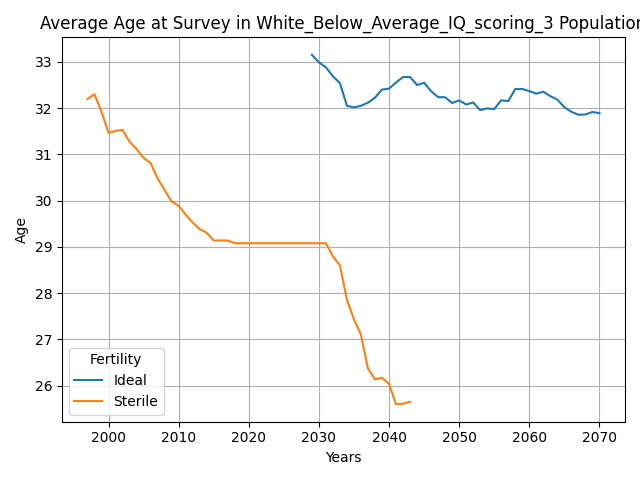 Average Age at Survey in White_Below_Average_IQ_scoring_3 Population
33
32
31
30
29
28
27
26
Age
Fertility
Ideal
Sterile
2000 2010 2020 2030 2040 2050 2060 2070
Years